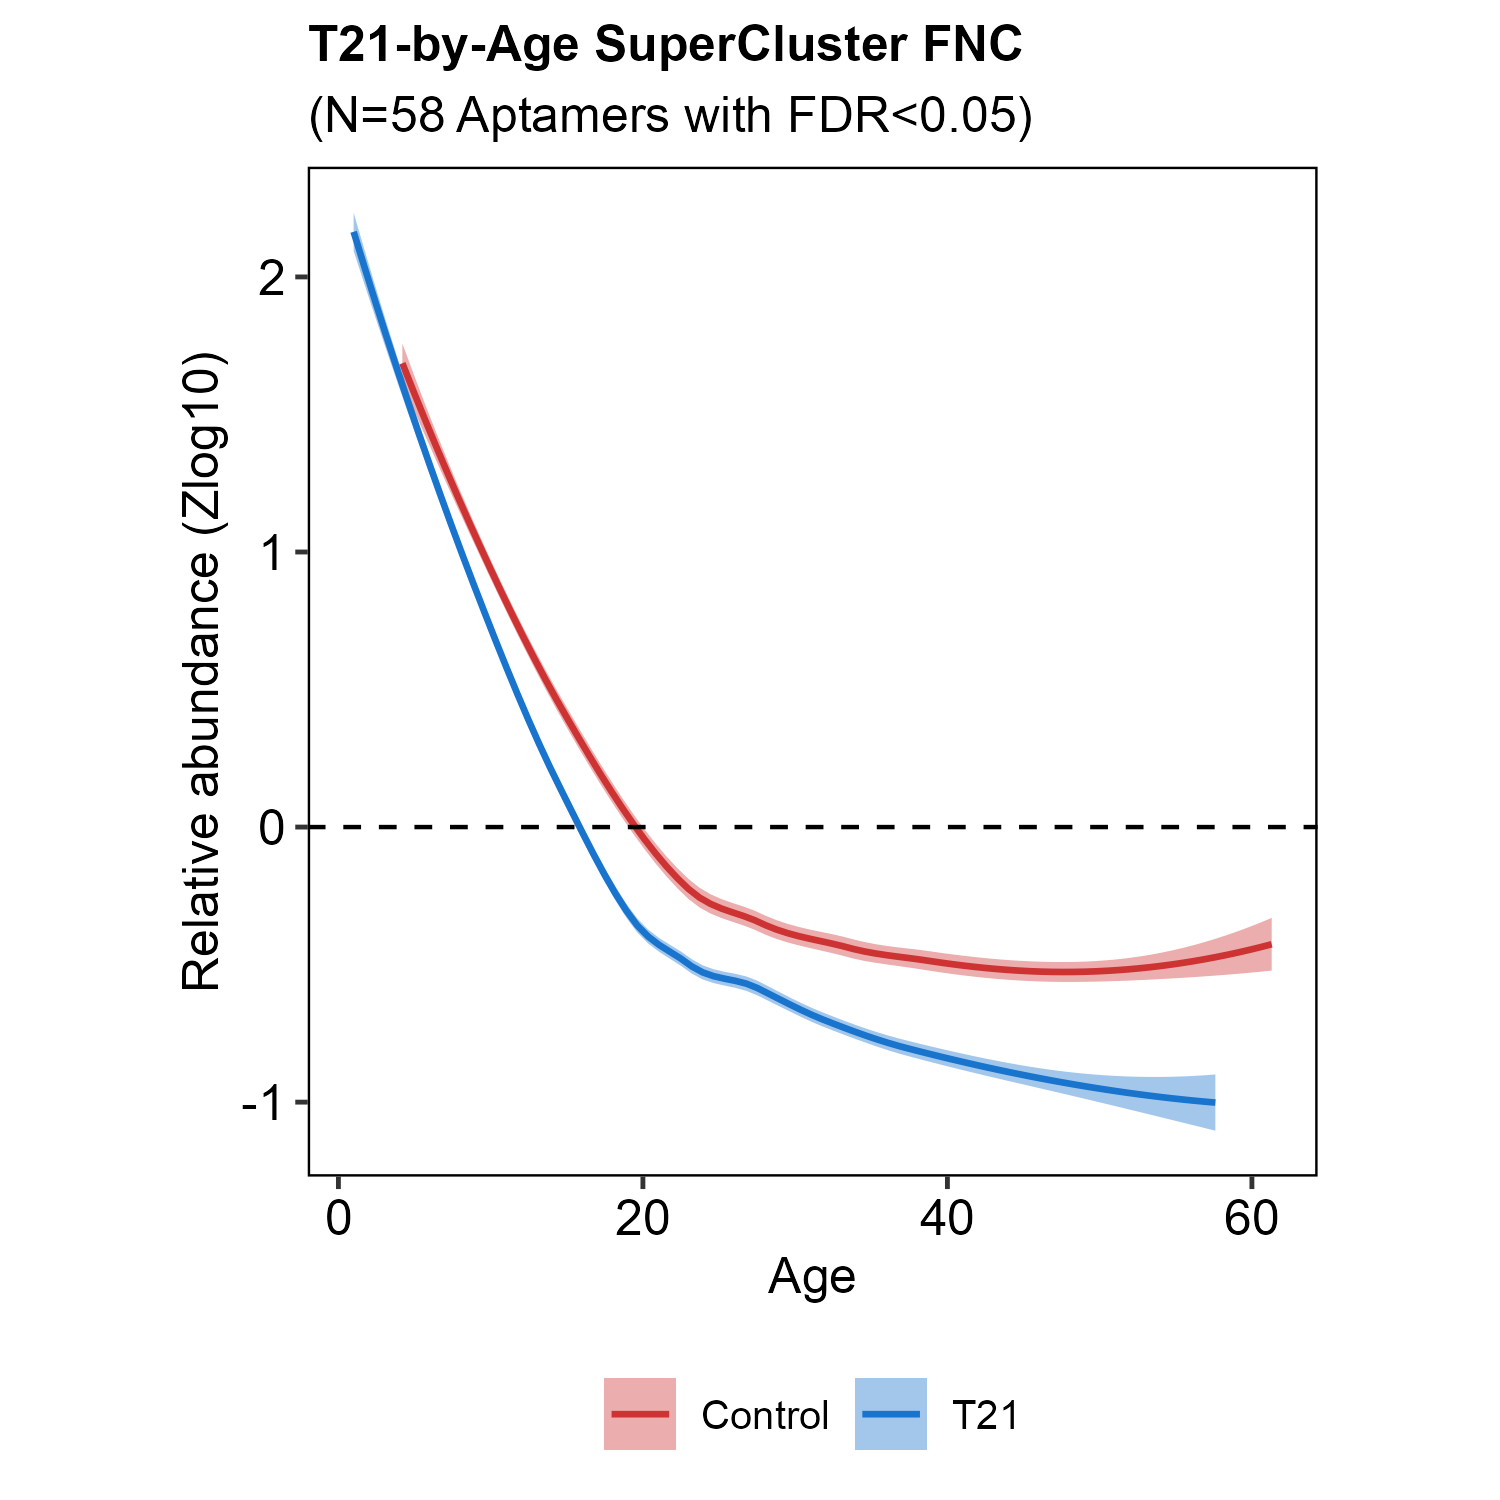 T21-by-Age SuperCluster FNC
(N=58 Aptamers with FDR<0.05)
Relative abundance (Zlog10)
2
1
0
-1
0 20 40 60
Age
Control T21